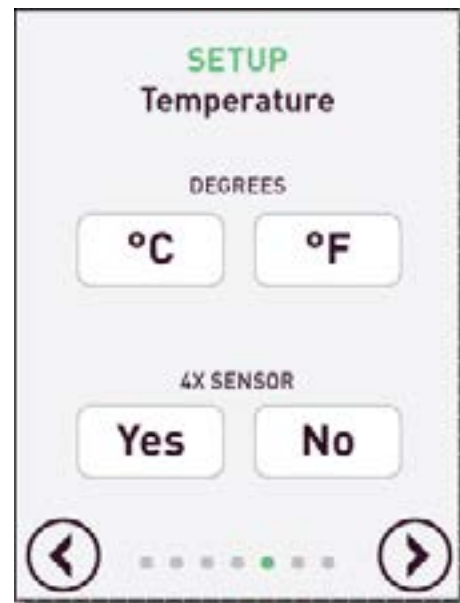 SETUP
Temperature
DEGREES
°C °F
4X SENSOR
Yes No